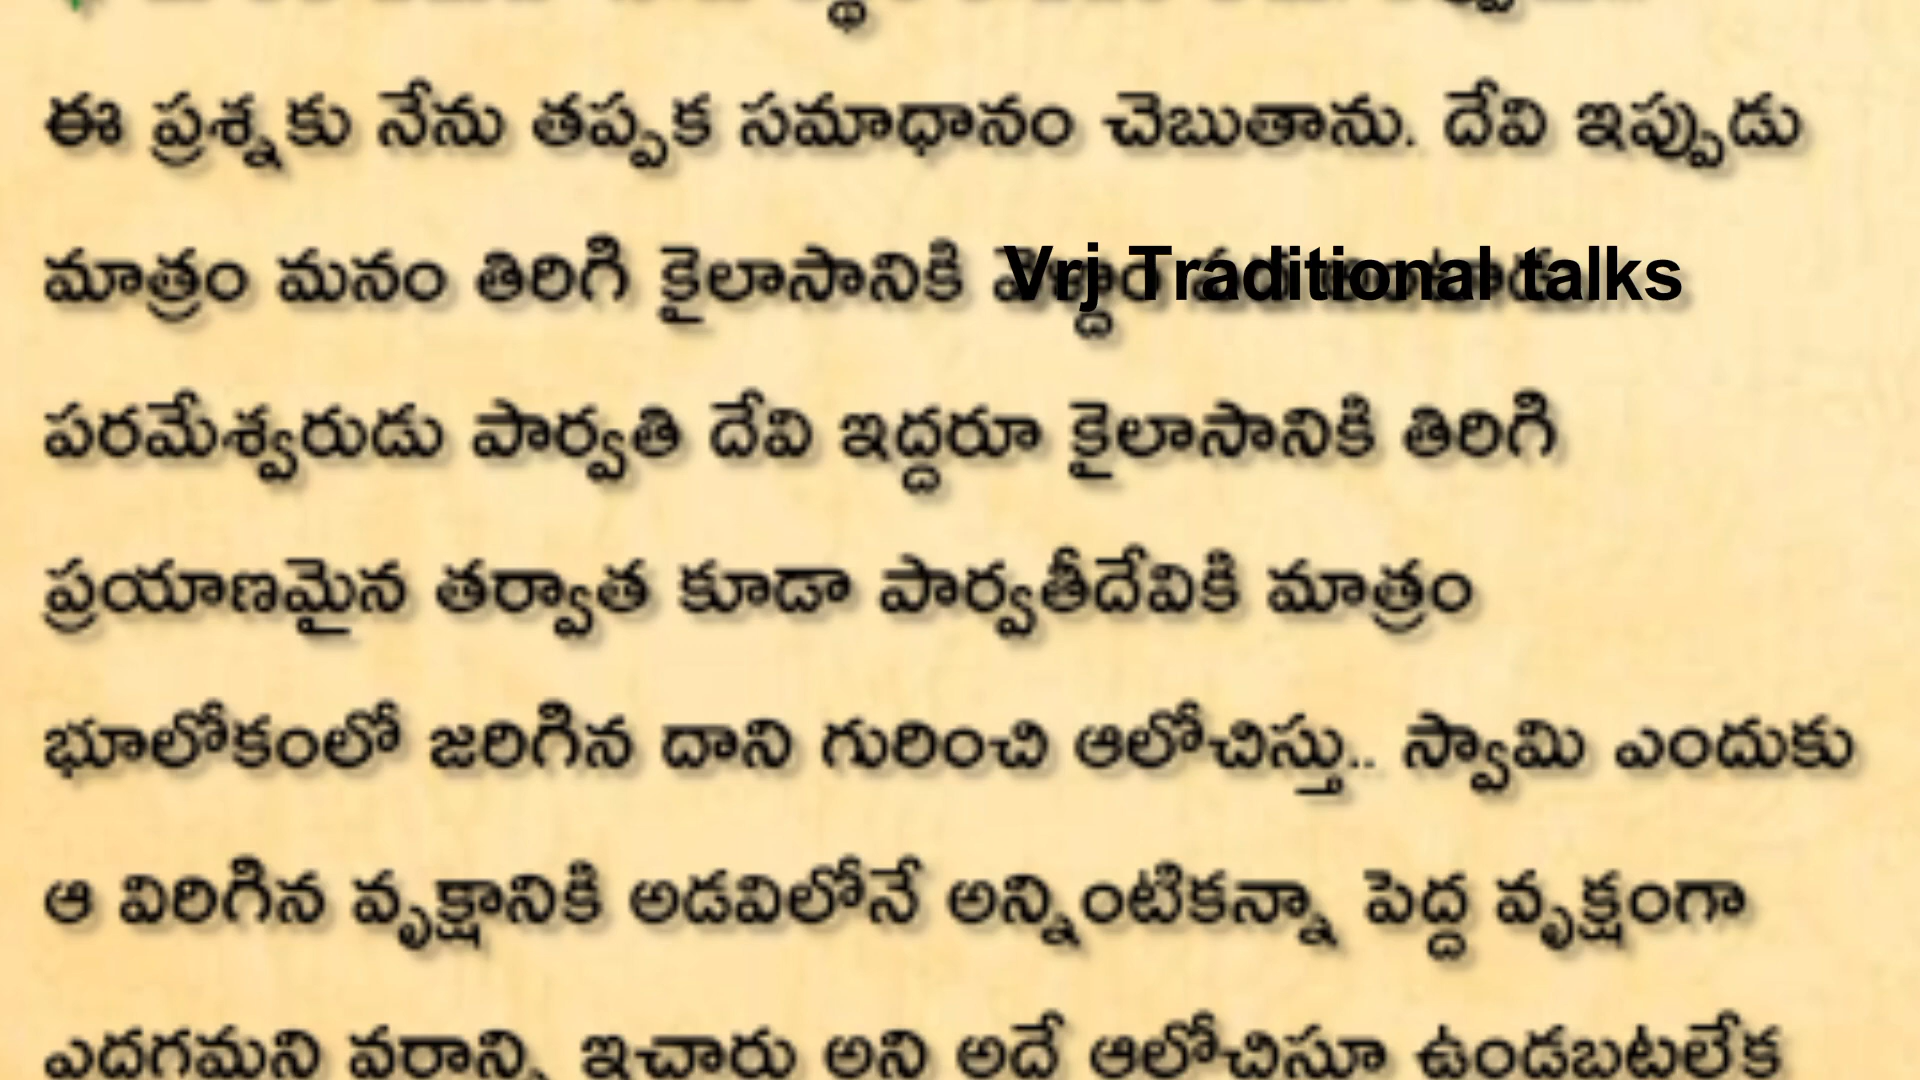 ఈ ప్రశ్నకు నేను తప్పక సమాధానం చెబుతాను. దేవి ఇప్పుడు
మాత్రం మనం తిరిగి కైలాసానికి Vrj Traditional talks
పరమేశ్వరుడు పార్వతి దేవి ఇద్దరూ కైలాసానికి తిరిగి
ప్రయాణమైన తర్వాత కూడా పార్వతీదేవికి మాత్రం
భూలోకంలో జరిగిన దాని గురించి ఆలోచిస్తు.. స్వామి ఎందుకు
ఆ విరిగిన వృక్షానికి అడవిలోనే అన్నింటికన్నా పెద్ద వృక్షంగా
ఎదగమని వరాన్ని ఇచారు అని అదే ఆలోచిస్తూ ఉండబటలేక